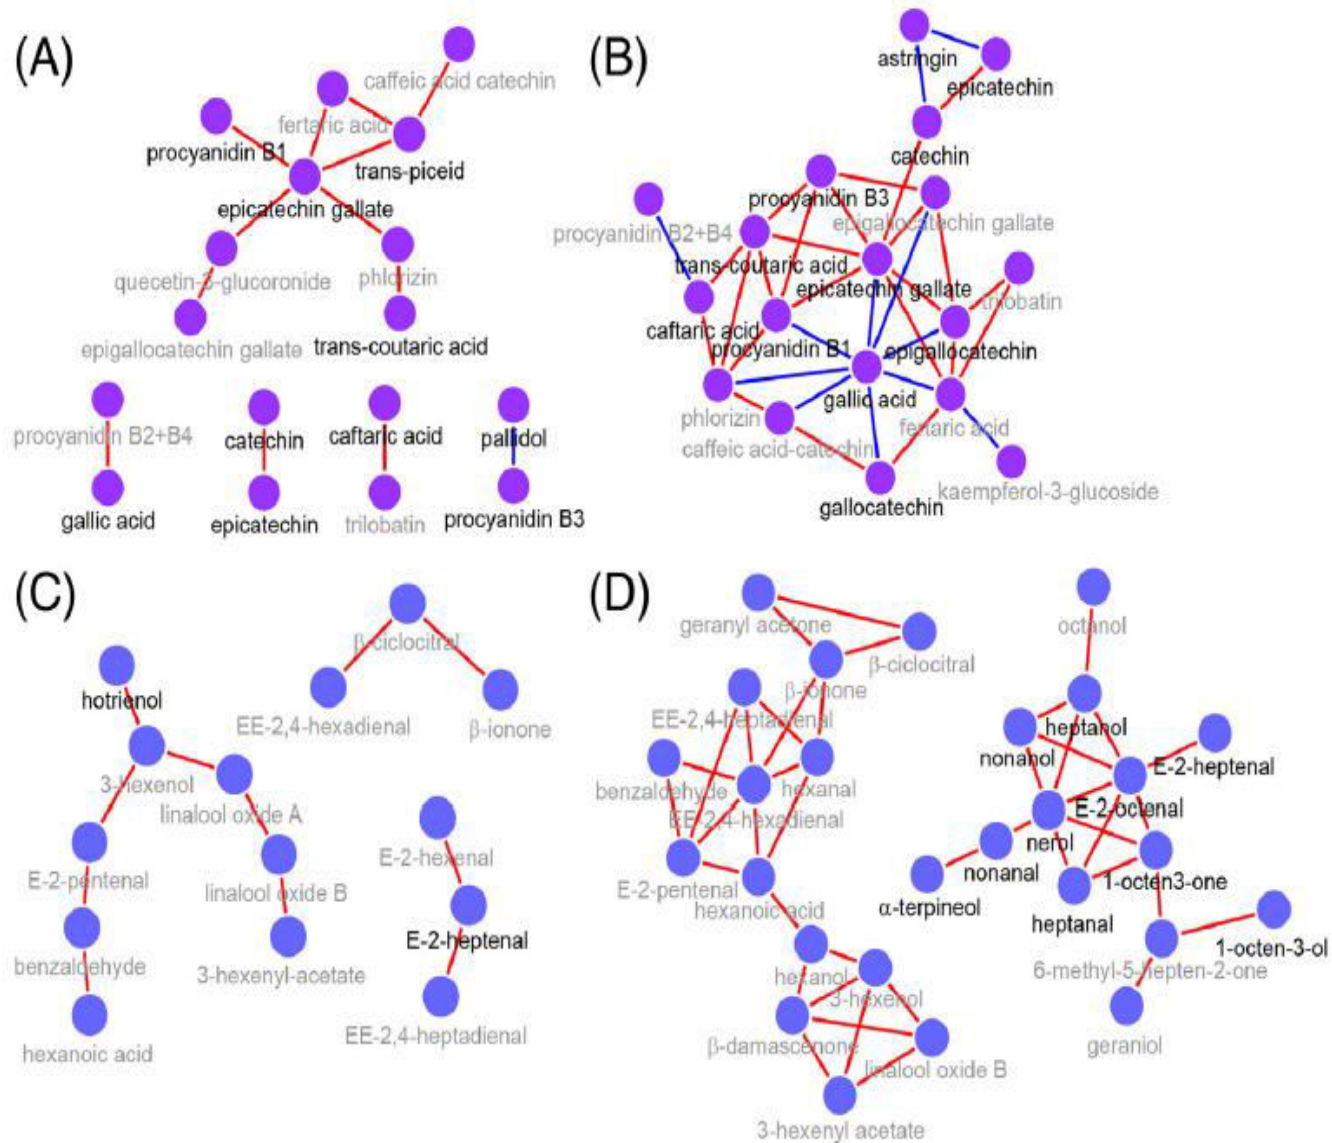 (A)
caffeic acid catechin
fertaric acid
procyanidin B1
trans-piceid
epicatechin gallate
quecetin-3-glucoronide
phlorizin
epigallocatechin gallate
trans-coutaric acid
procyanidin B2+B4
catechin
caftaric acid
pallidol
gallic acid
epicatechin
trilobatin
procyanidin B3
(B)
astringin
epicatechin
catechin
procyanidin B3
epigallocatechin gallate
procyanidin B2+B4
trans-coutaric acid
epicatechin gallate
trilobatin
caftaric acid
procyanidin B1
epigallocatechin
gallic acid
phlorizin
fertaric acid
caffeic acid-catechin
kaempferol-3-glucoside
gallocatechin
(C)
β-ciclocitral
hotrienol
EE-2,4-hexadienal
β-ionone
3-hexenol
linalool oxide A
E-2-hexenal
E-2-pentenal
linalool oxide B
E-2-heptenal
benzaldehyde
3-hexenyl-acetate
EE-2,4-heptadienal
hexanoic acid
(D)
geranyl acetone
octanol
β-ciclocitral
β-ionone
EE-2,4-heptadienal
heptanol
nonanol
E-2-heptenal
benzaldehyde
hexanal
E-2-octenal
EE-2,4-hexadienal
nerol
nonanal
1-octen3-one
E-2-pentenal
hexanoic acid
α-terpineol
heptanal
1-octen-3-ol
hexanol
6-methyl-5-hepten-2-one
3-hexenol
β-damascenone
geraniol
linalool oxide B
3-hexenyl acetate